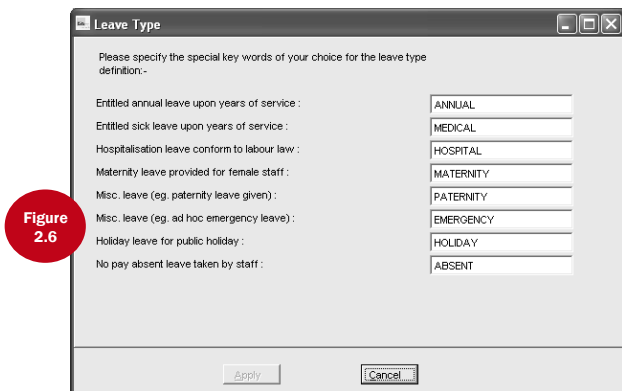 Leave Type
Please specify the special key words of your choice for the leave type
definition:-
Entitled annual leave upon years of service : ANNUAL
Entitled sick leave upon years of service : MEDICAL
Hospitalisation leave conform to labour law : HOSPITAL
Maternity leave provided for female staff : MATERNITY
Misc. leave (eg. paternity leave given) : PATERNITY
Misc. leave (eg. ad hoc emergency leave) : EMERGENCY
Holiday leave for public holiday : HOLIDAY
No pay absent leave taken by staff : ABSENT
Figure
2.6
Apply Cancel